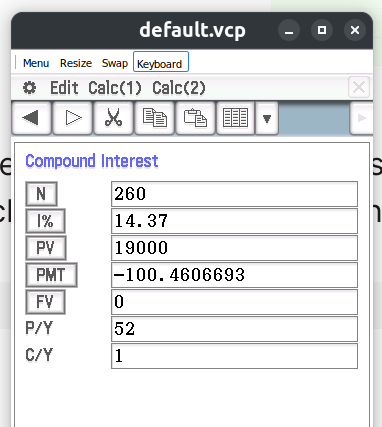 default.vcp
Menu Resize Swap Keyboard
Edit Calc(1) Calc(2)
Compound Interest
N 260
I% 14.37
PV 19000
PMT -100.4606693
FV 0
P/Y 52
C/Y 1